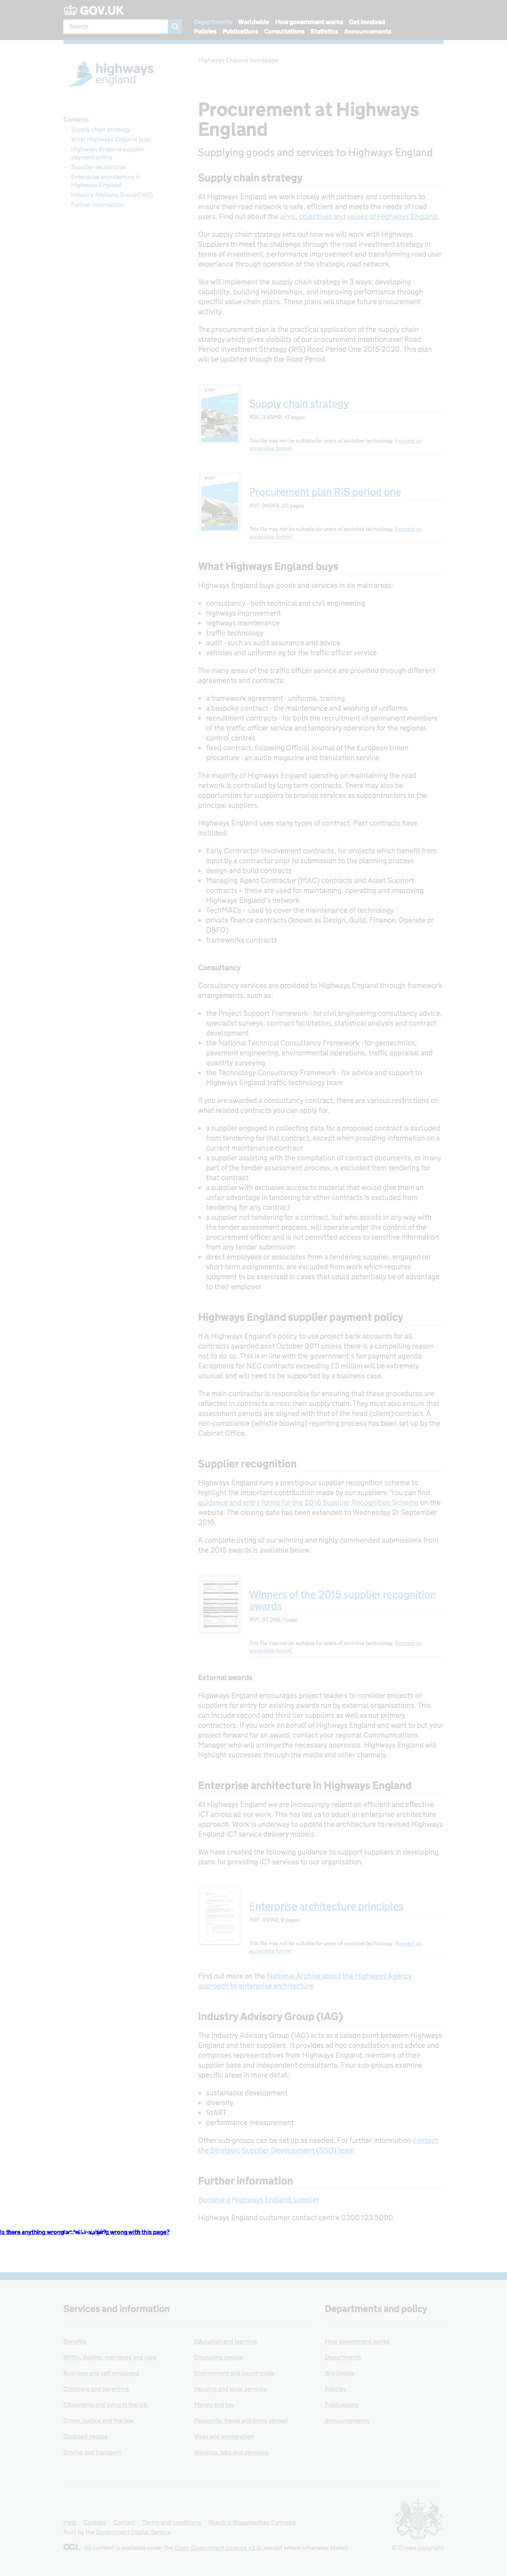 GOV.UK
Search
Departments Worldwide How government works Get involved
Policies Publications Consultations Statistics Announcements
highways
england
Highways England homepage
Contents
Supply chain strategy
What Highways England buys
Highways England supplier
payment policy
Supplier recognition
Enterprise architecture in
Highways England
Industry Advisory Group (IAG)
Further information
Procurement at Highways
England
Supplying goods and services to Highways England
Supply chain strategy
At Highways England we work closely with partners and contractors to
ensure their road network is safe, efficient and meets the needs of road
users. Find out about the aims, objectives and values of Highways England.
Our supply chain strategy sets out how we will work with Highways
Suppliers to meet the challenge through the road investment strategy in
terms of investment, performance improvement and transforming road user
experience through operation of the strategic road network.
We will implement the supply chain strategy in 3 ways: developing
capability, building relationships, and improving performance through
specific value chain plans. These plans will shape future procurement
activity.
The procurement plan is the practical application of the supply chain
strategy which gives visibility of our procurement intention over Road
Period Investment Strategy (RIS) Road Period One 2015-2020. This plan
will be updated though the Road Period.
Supply chain strategy
PDF, 3.49MB, 12 pages
This file may not be suitable for users of assistive technology. Request an
accessible format.
Procurement plan RIS period one
PDF, 945KB, 20 pages
This file may not be suitable for users of assistive technology. Request an
accessible format.
What Highways England buys
Highways England buys goods and services in six main areas:
consultancy - both technical and civil engineering
highways improvement
highways maintenance
traffic technology
audit - such as audit assurance and advice
vehicles and uniforms eg for the traffic officer service
The many areas of the traffic officer service are provided through different
agreements and contracts:
a framework agreement - uniforms, training
a bespoke contract - the maintenance and washing of uniforms
recruitment contracts - for both the recruitment of permanent members
of the traffic officer service and temporary operators for the regional
control centres
fixed contract, following Official Journal of the European Union
procedure - an audio magazine and translation service
The majority of Highways England spending on maintaining the road
network is controlled by long term contracts. There may also be
opportunities for suppliers to provide services as subcontractors to the
principal suppliers.
Highways England uses many types of contract. Past contracts have
included:
Early Contractor Involvement contracts, for projects which benefit from
input by a contractor prior to submission to the planning process
design and build contracts
Managing Agent Contractor (MAC) contracts and Asset Support
contracts – these are used for maintaining, operating and improving
Highways England's network
TechMACs – used to cover the maintenance of technology
private finance contracts (known as Design, Build, Finance, Operate or
DBFO)
frameworks contracts
Consultancy
Consultancy services are provided to Highways England through framework
arrangements, such as:
the Project Support Framework - for civil engineering consultancy advice,
specialist surveys, contract facilitation, statistical analysis and contract
development
the National Technical Consultancy Framework - for geotechnics,
pavement engineering, environmental operations, traffic appraisal and
quantity surveying
the Technology Consultancy Framework - for advice and support to
Highways England traffic technology team
If you are awarded a consultancy contract, there are various restrictions on
what related contracts you can apply for.
a supplier engaged in collecting data for a proposed contract is excluded
from tendering for that contract, except when providing information on a
current maintenance contract
a supplier assisting with the compilation of contract documents, or in any
part of the tender assessment process, is excluded from tendering for
that contract
a supplier with exclusive access to material that would give them an
unfair advantage in tendering for other contracts is excluded from
tendering for any contract
a supplier not tendering for a contract, but who assists in any way with
the tender assessment process, will operate under the control of the
procurement officer and is not permitted access to sensitive information
from any tender submission
direct employees or associates from a tendering supplier, engaged on
short-term assignments, are excluded from work which requires
judgment to be exercised in cases that could potentially be of advantage
to their employer
Highways England supplier payment policy
It is Highways England's policy to use project bank accounts for all
contracts awarded post October 2011 unless there is a compelling reason
not to do so. This is in line with the government's fair payment agenda.
Exceptions for NEC contracts exceeding £5 million will be extremely
unusual and will need to be supported by a business case.
The main contractor is responsible for ensuring that these procedures are
reflected in contracts across their supply chain. They must also ensure that
assessment periods are aligned with that of the head (client) contract. A
non-compliance (whistle blowing) reporting process has been set up by the
Cabinet Office.
Supplier recognition
Highways England runs a prestigious supplier recognition scheme to
highlight the important contribution made by our suppliers. You can find
guidance and entry forms for the 2016 Supplier Recognition Scheme on the
website. The closing date has been extended to Wednesday 21 September
2016.
A complete listing of our winning and highly commended submissions from
the 2015 awards is available below.
Winners of the 2015 supplier recognition
awards
PDF, 97.2KB, 1 page
This file may not be suitable for users of assistive technology. Request an
accessible format.
External awards
Highways England encourages project leaders to consider projects or
suppliers for entry for existing awards run by external organisations. This
can include second and third tier suppliers as well as our primary
contractors. If you work on behalf of Highways England and want to put your
project forward for an award, contact your regional Communications
Manager who will arrange the necessary approvals. Highways England will
highlight successes through the media and other channels.
Enterprise architecture in Highways England
At Highways England we are increasingly reliant on efficient and effective
ICT across all our work. This has led us to adopt an enterprise architecture
approach. Work is underway to update the architecture to revised Highways
England ICT service delivery models.
We have created the following guidance to support suppliers in developing
plans for providing ICT services to our organisation.
Enterprise architecture principles
PDF, 491KB, 9 pages
This file may not be suitable for users of assistive technology. Request an
accessible format.
Find out more on the National Archive about the Highways Agency
approach to enterprise architecture.
Industry Advisory Group (IAG)
The Industry Advisory Group (IAG) acts as a liaison point between Highways
England and their suppliers. It provides ad hoc consultation and advice and
comprises representatives from Highways England, members of their
supplier base and independent consultants. Four sub-groups examine
specific areas in more detail:
sustainable development
diversity
StART
performance measurement
Other sub-groups can be set up as needed. For further information contact
the Strategic Supplier Development (SSD) team
Further information
Become a Highways England supplier
Highways England customer contact centre 0300 123 5000
Is there anything wrong wrong with this page?
Services and information
Departments and policy
Benefits
Education and learning
How government works
Births, deaths, marriages and care
Employing people
Departments
Business and self-employed
Environment and countryside
Worldwide
Childcare and parenting
Housing and local services
Policies
Citizenship and living in the UK
Money and tax
Publications
Crime, justice and the law
Passports, travel and living abroad
Announcements
Disabled people
Visas and immigration
Driving and transport
Working, jobs and pensions
Help Cookies Contact Terms and conditions Rhestr o Wasanaethau Cymraeg
Built by the Government Digital Service
OGL All content is available under the Open Government Licence v3.0, except where otherwise stated
© Crown copyright